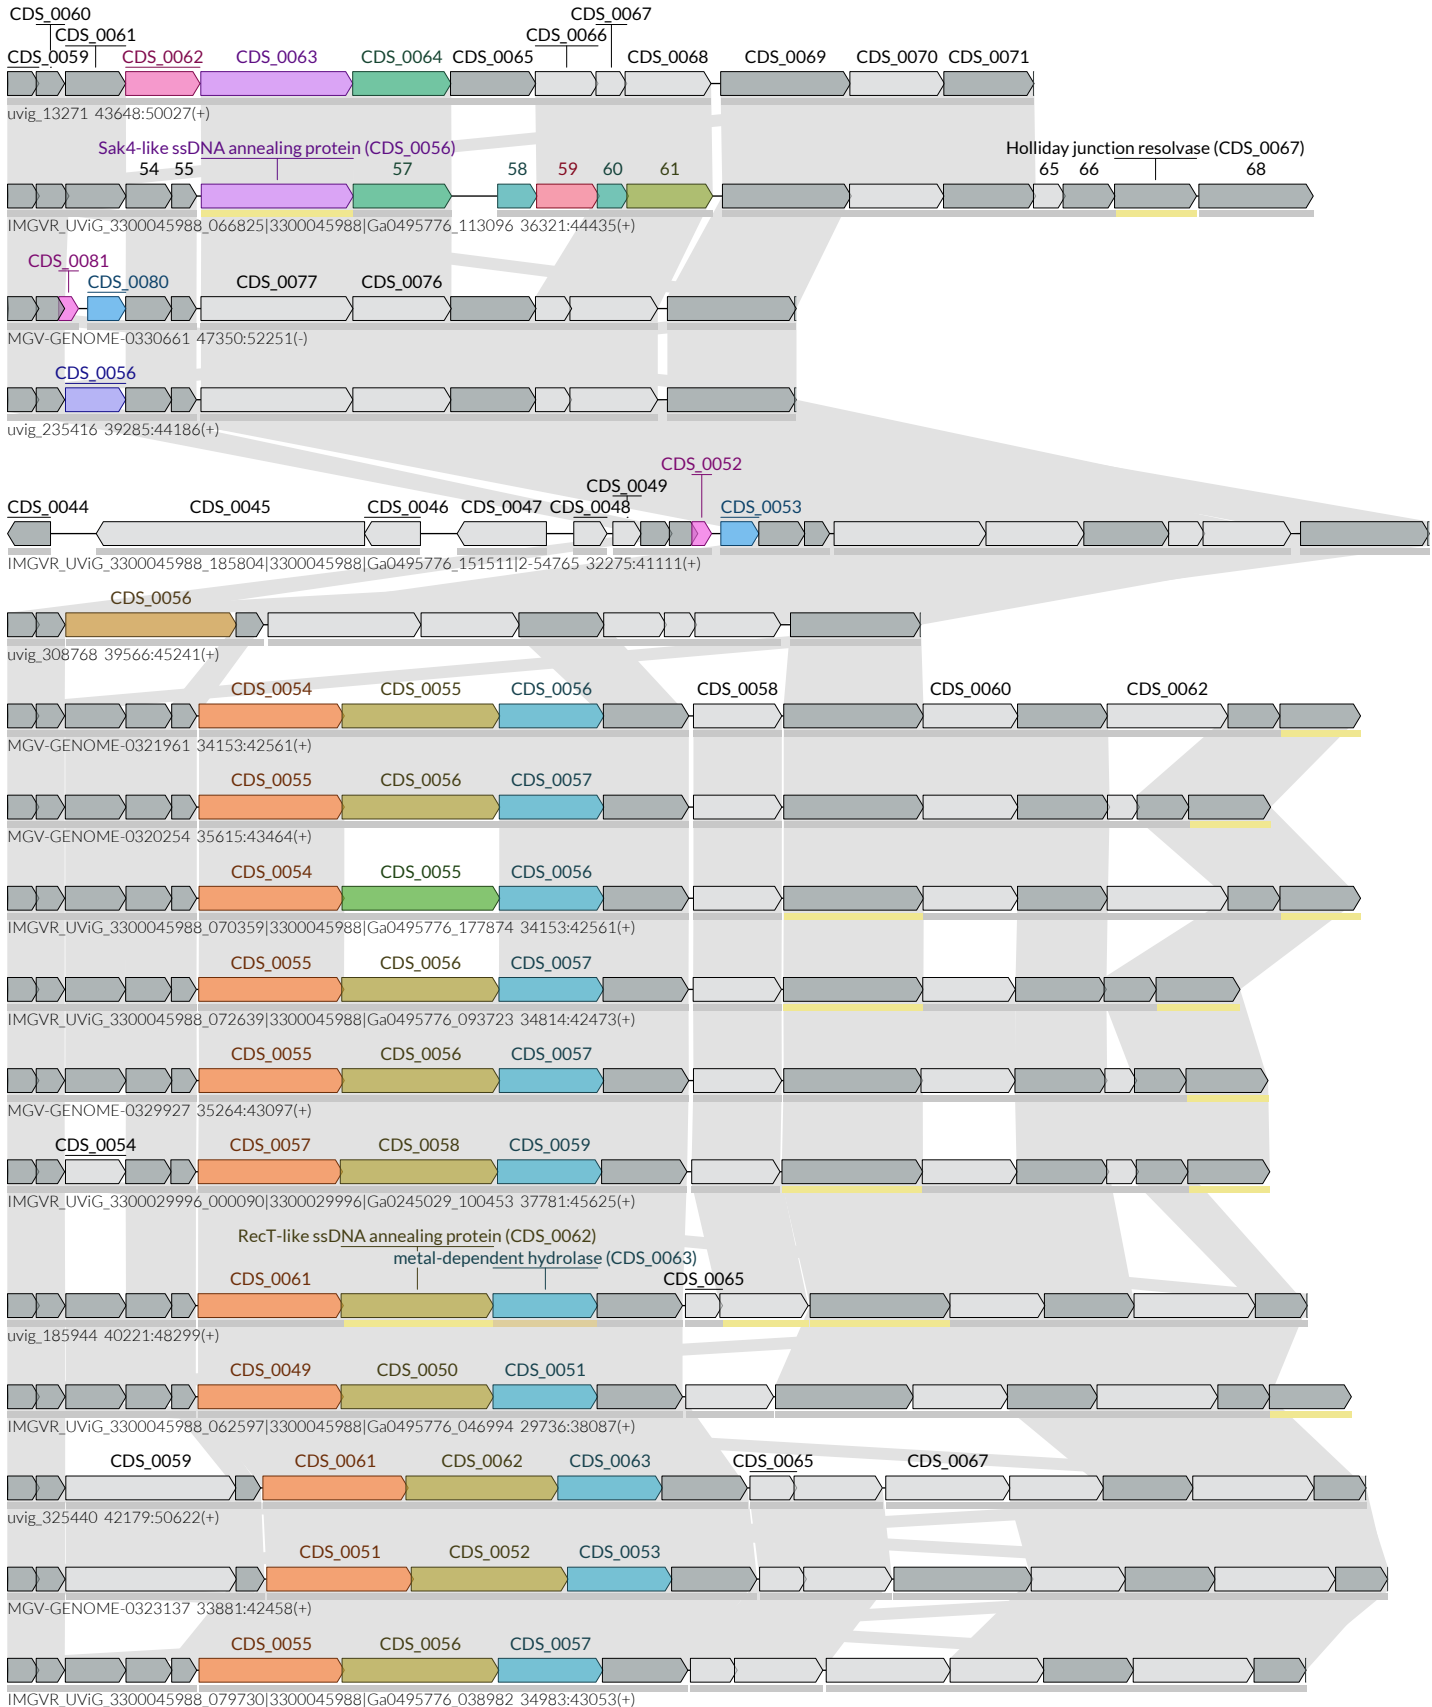 CDS_0060 CDS_0067
CDS_0061 CDS_0066
CDS_0059 CDS_0062 CDS_0063 CDS_0064 CDS_0065 CDS_0068 CDS_0069 CDS_0070 CDS_0071
uvig_13271 43648:50027(+)
Sak4-like ssDNA annealing protein (CDS_0056) Holliday junction resolvase (CDS_0067)
54 55 57 58 59 60 61 65 66 68
IMGVR_UViG_3300045988_066825|3300045988|Ga0495776_113096 36321:44435(+)
CDS_0081
CDS_0080 CDS_0077 CDS_0076
MGV-GENOME-0330661 47350:52251(-)
CDS_0056
uvig_235416 39285:44186(+)
CDS_0052
CDS_0049
CDS_0044 CDS_0045 CDS_0046 CDS_0047 CDS_0048 CDS_0053
IMGVR_UViG_3300045988_185804|3300045988|Ga0495776_151511|2-54765 32275:41111(+)
CDS_0056
uvig_308768 39566:45241(+)
CDS_0054 CDS_0055 CDS_0056 CDS_0058 CDS_0060 CDS_0062
MGV-GENOME-0321961 34153:42561(+)
CDS_0055 CDS_0056 CDS_0057
MGV-GENOME-0320254 35615:43464(+)
CDS_0054 CDS_0055 CDS_0056
IMGVR_UViG_3300045988_070359|3300045988|Ga0495776_177874 34153:42561(+)
CDS_0055 CDS_0056 CDS_0057
IMGVR_UViG_3300045988_072639|3300045988|Ga0495776_093723 34814:42473(+)
CDS_0055 CDS_0056 CDS_0057
MGV-GENOME-0329927 35264:43097(+)
CDS_0054 CDS_0057 CDS_0058 CDS_0059
IMGVR_UViG_3300029996_000090|3300029996|Ga0245029_100453 37781:45625(+)
RecT-like ssDNA annealing protein (CDS_0062)
metal-dependent hydrolase (CDS_0063)
CDS_0061 CDS_0065
uvig_185944 40221:48299(+)
CDS_0049 CDS_0050 CDS_0051
IMGVR_UViG_3300045988_062597|3300045988|Ga0495776_046994 29736:38087(+)
CDS_0059 CDS_0061 CDS_0062 CDS_0063 CDS_0065 CDS_0067
uvig_325440 42179:50622(+)
CDS_0051 CDS_0052 CDS_0053
MGV-GENOME-0323137 33881:42458(+)
CDS_0055 CDS_0056 CDS_0057
IMGVR_UViG_3300045988_079730|3300045988|Ga0495776_038982 34983:43053(+)